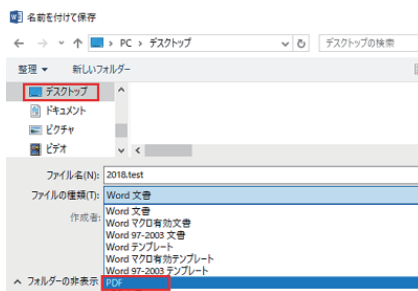 名前を付けて保存
PC › デスクトップ
デスクトップの検索
整理 新しいフォルダー
デスクトップ
ドキュメント
ピクチャ
ビデオ
ファイル名(N): 2018.test
ファイルの種類(T): Word 文書
作成者:
Word 文書
Word マクロ有効文書
Word 97-2003 文書
Word テンプレート
Word マクロ有効テンプレート
Word 97-2003 テンプレート
フォルダーの非表示
PDF